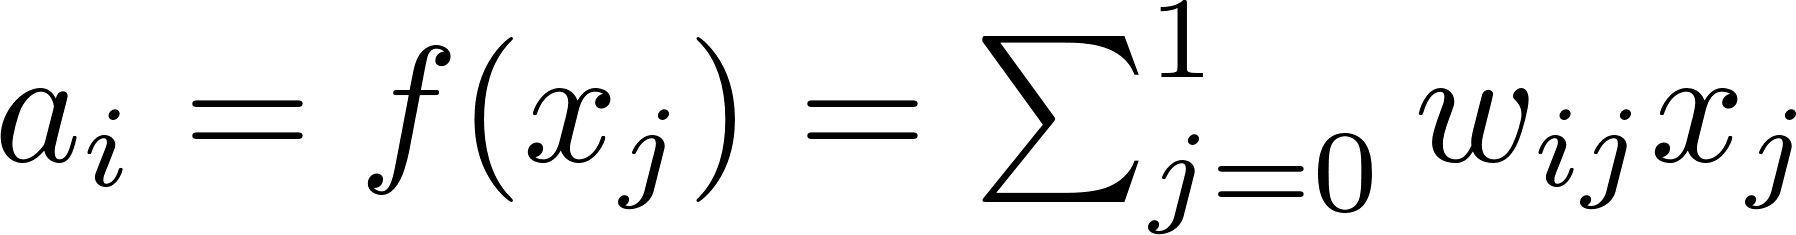 a_i = f(x_j) = \sum_{j=0}^{1} w_{ij} x_j